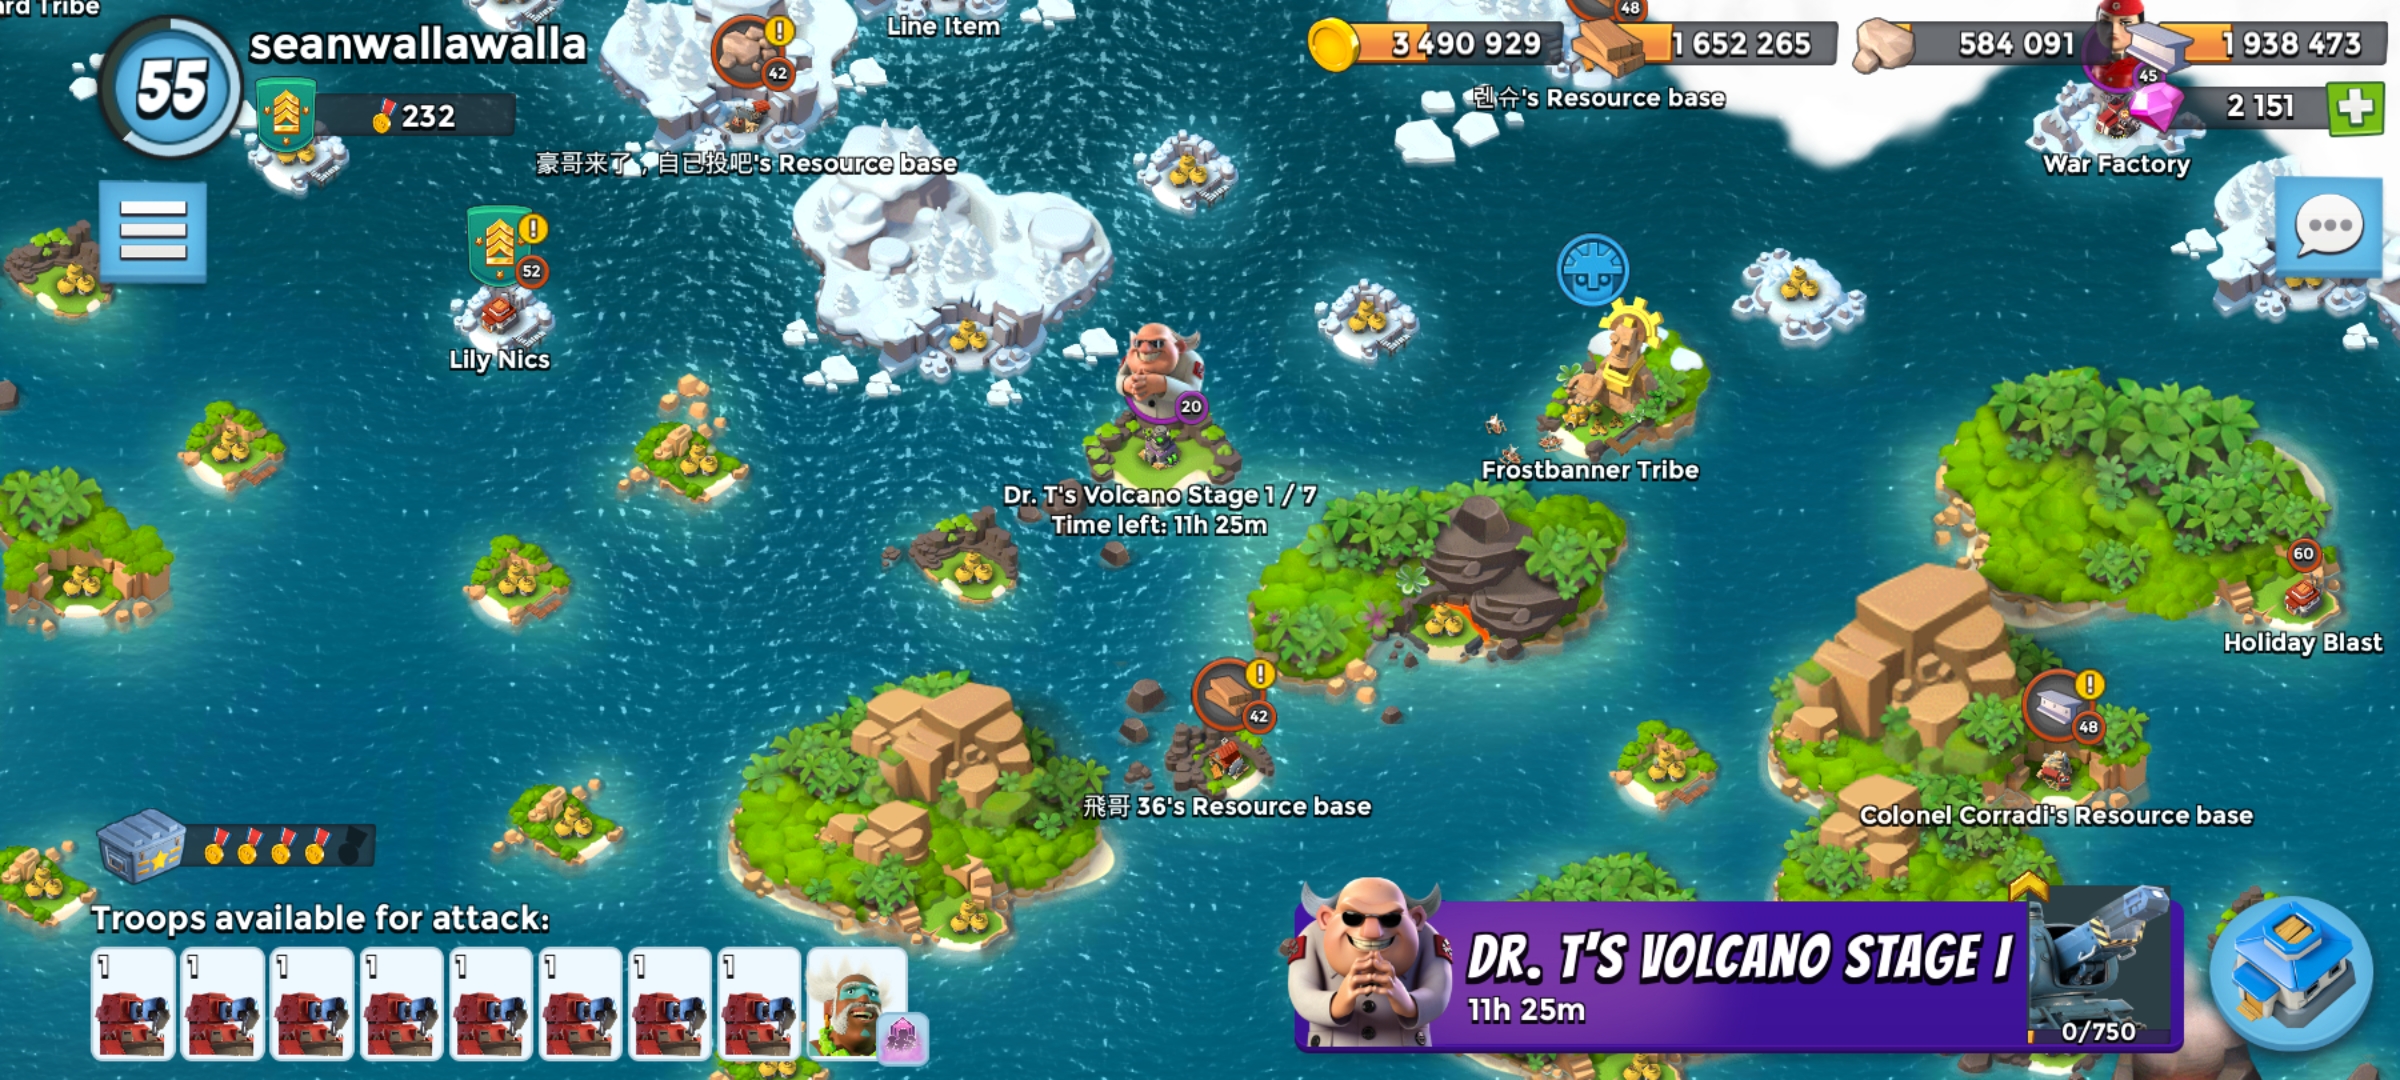 ard Tribe
Line Item
48
55
seanwallawalla
232
42
3 490 929
1 652 265
584 091
1 938 473
45
2 151
렌슈's Resource base
豪哥来了，自已投吧's Resource base
War Factory
52
Lily Nics
20
Dr. T's Volcano Stage 1 / 7
Time left: 11h 25m
Frostbanner Tribe
60
Holiday Blast
42
飛哥 36's Resource base
48
Colonel Corradi's Resource base
Troops available for attack:
1 1 1 1 1 1 1 1
DR. T'S VOLCANO STAGE 1
11h 25m
0/750